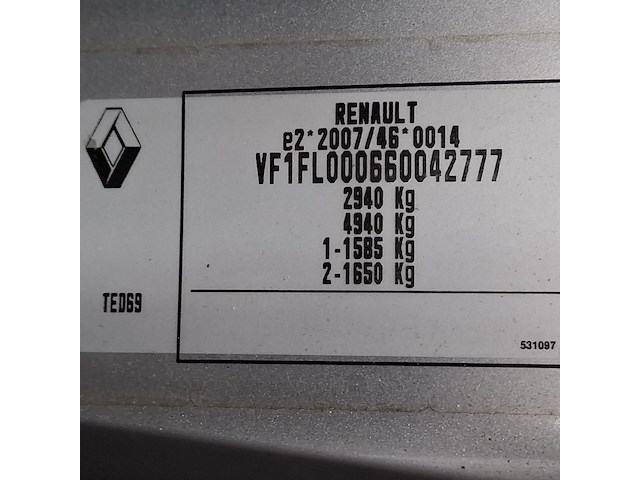 RENAULT
e2*2007/46*0014
VF1FL000660042777
2940 Kg
4940 Kg
1-1585 Kg
2-1650 Kg
TED69
531097